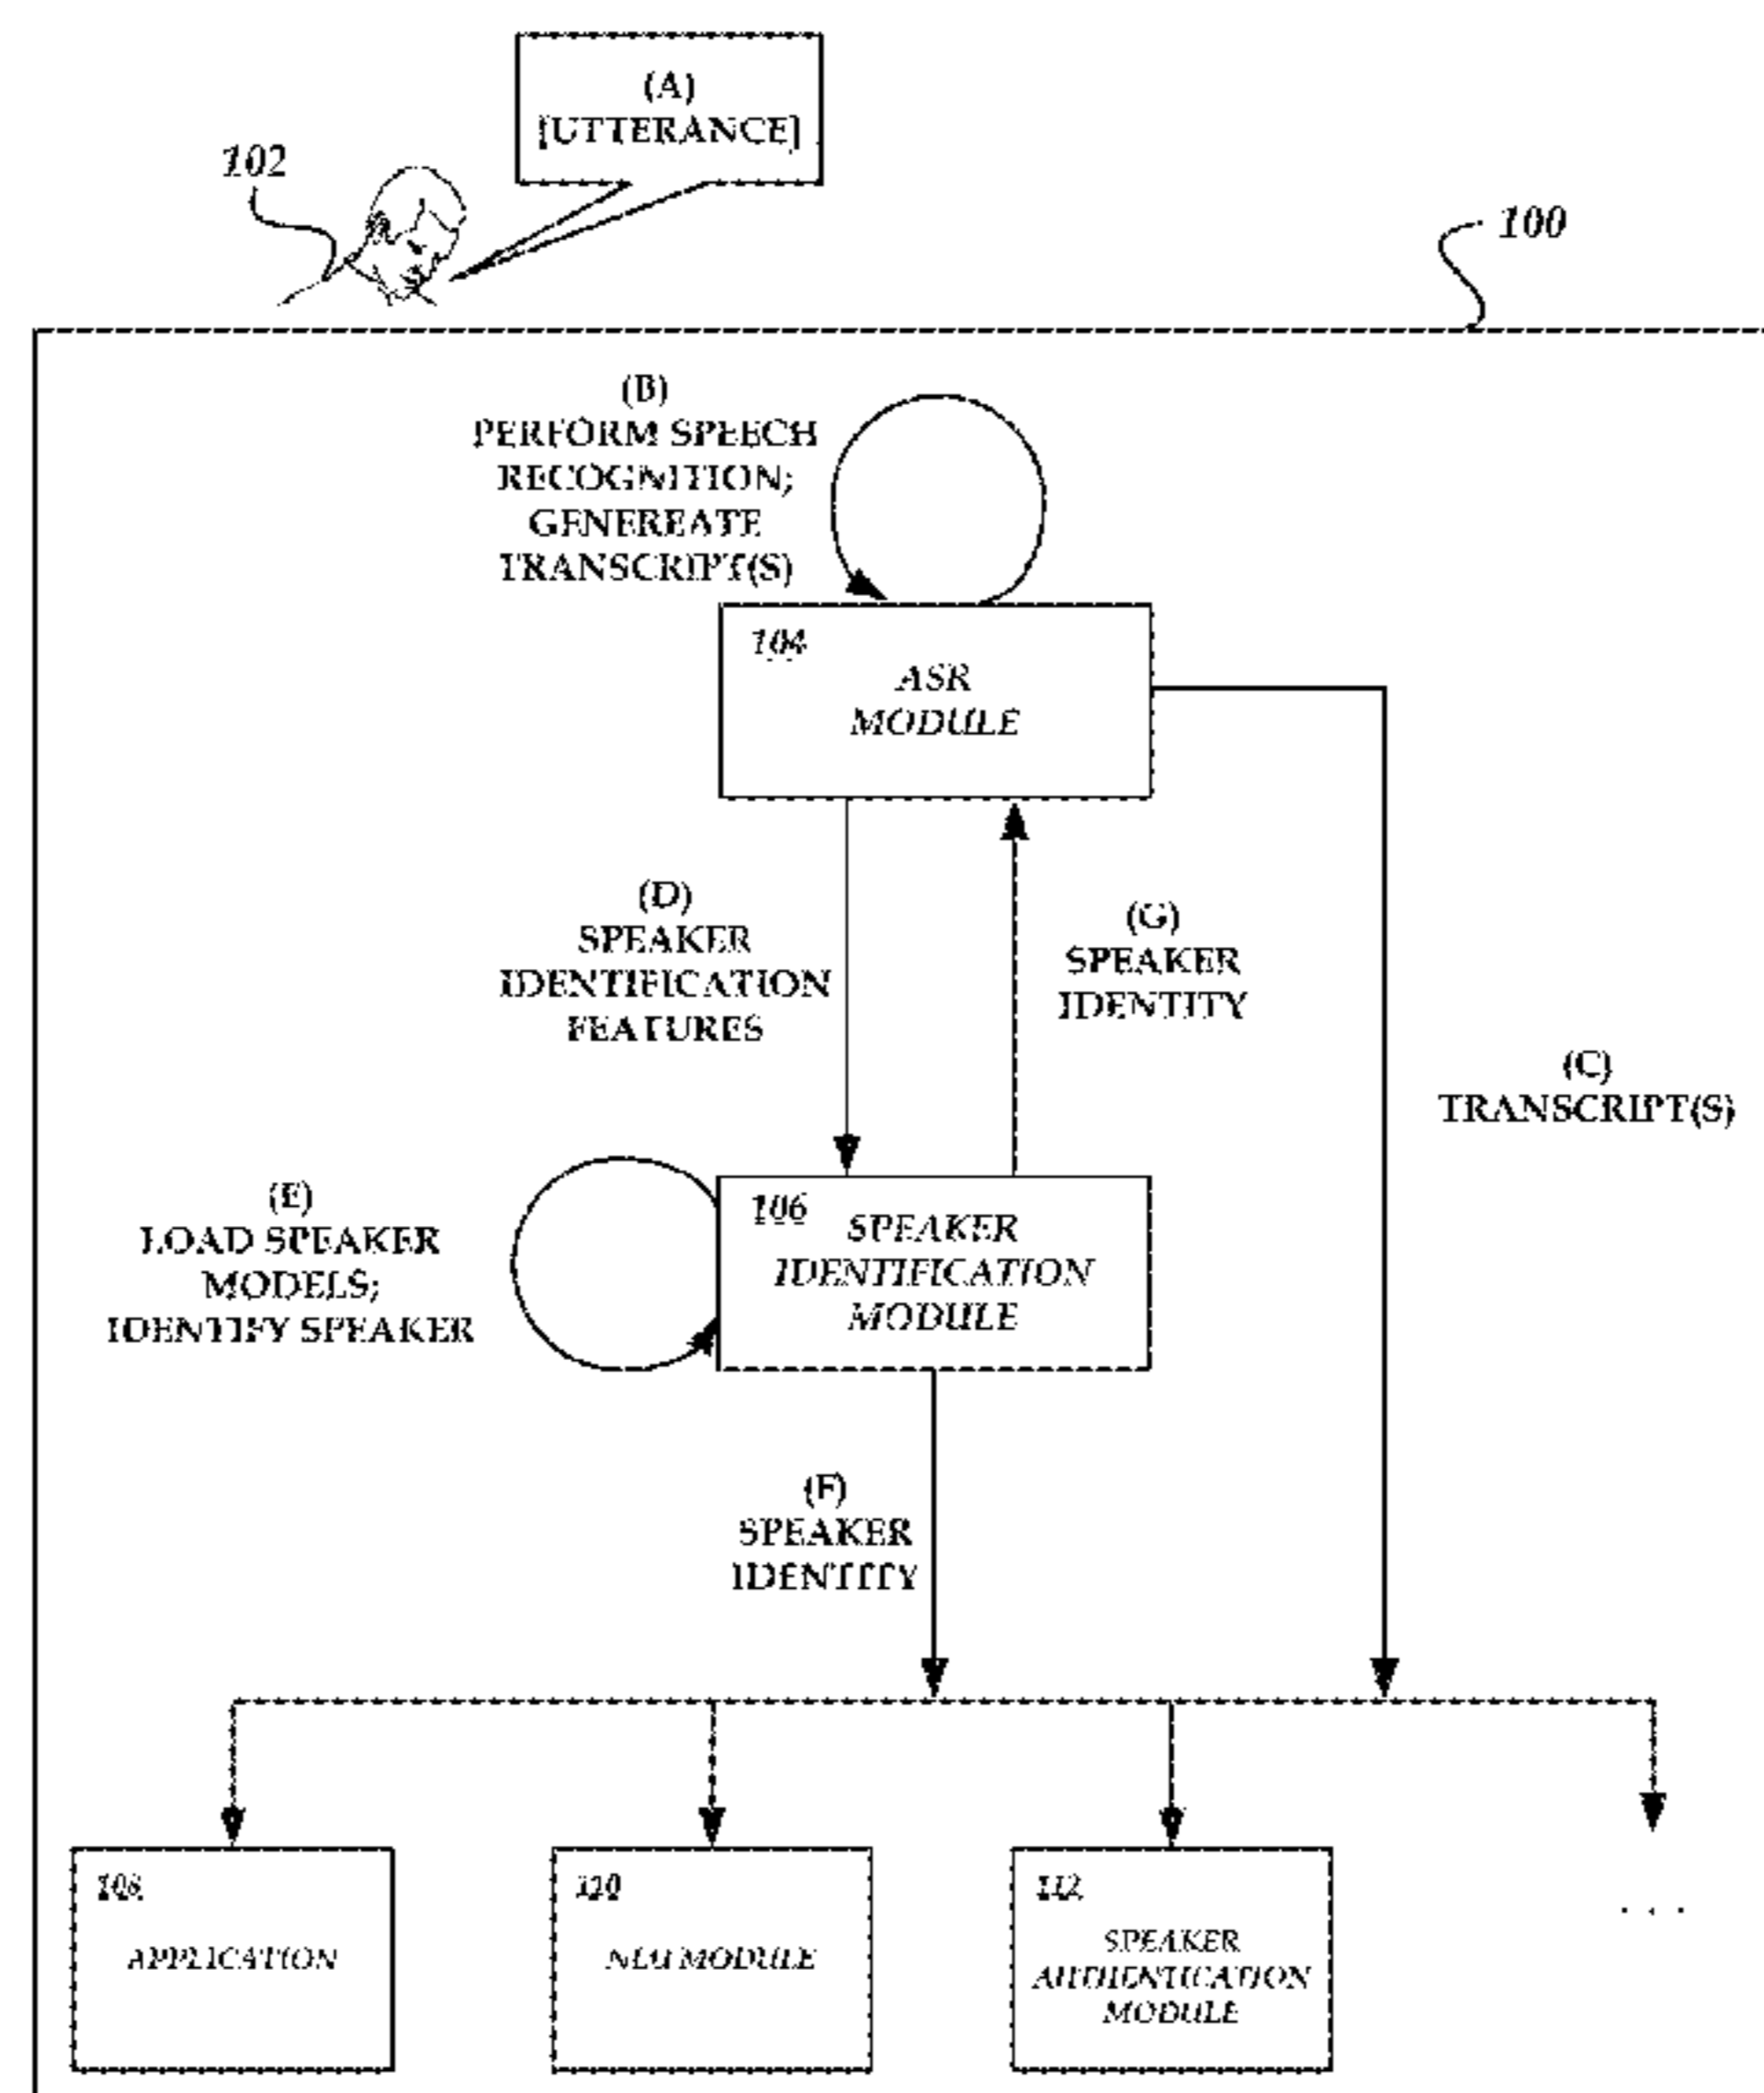 (A)
[UTTERANCE]
102
100
(B)
PERFORM SPEECH
RECOGNITION;
GENEREATE
TRANSCRIPT(S)
104
ASR
MODULE
(D)
SPEAKER
IDENTIFICATION
FEATURES
(G)
SPEAKER
IDENTITY
(C)
TRANSCRIPT(S)
(E)
LOAD SPEAKER
MODELS;
IDENTIFY SPEAKER
106
SPEAKER
IDENTIFICATION
MODULE
(F)
SPEAKER
IDENTITY
108
APPLICATION
110
NLU MODULE
112
SPEAKER
AUTHENTICATION
MODULE
. . .